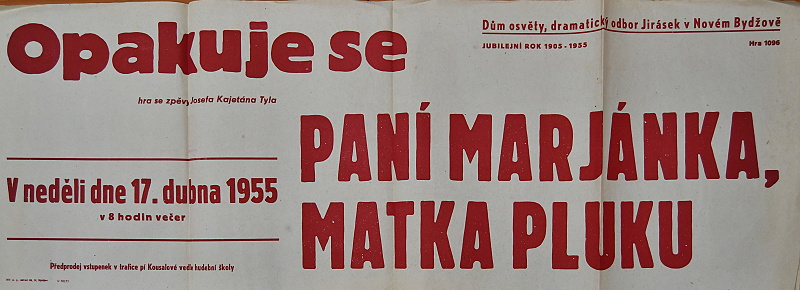 Opakuje se
Dům osvěty, dramatický odbor Jirásek v Novém Bydžově
JUBILEJNÍ ROK 1905 - 1955
Hra 1096
hra se zpěvy Josefa Kajetána Tyla
PANÍ MARJÁNKA,
MATKA PLUKU
V neděli dne 17. dubna 1955
v 8 hodin večer
Předprodej vstupenek v trafice pí Kousalové vedle hudební školy